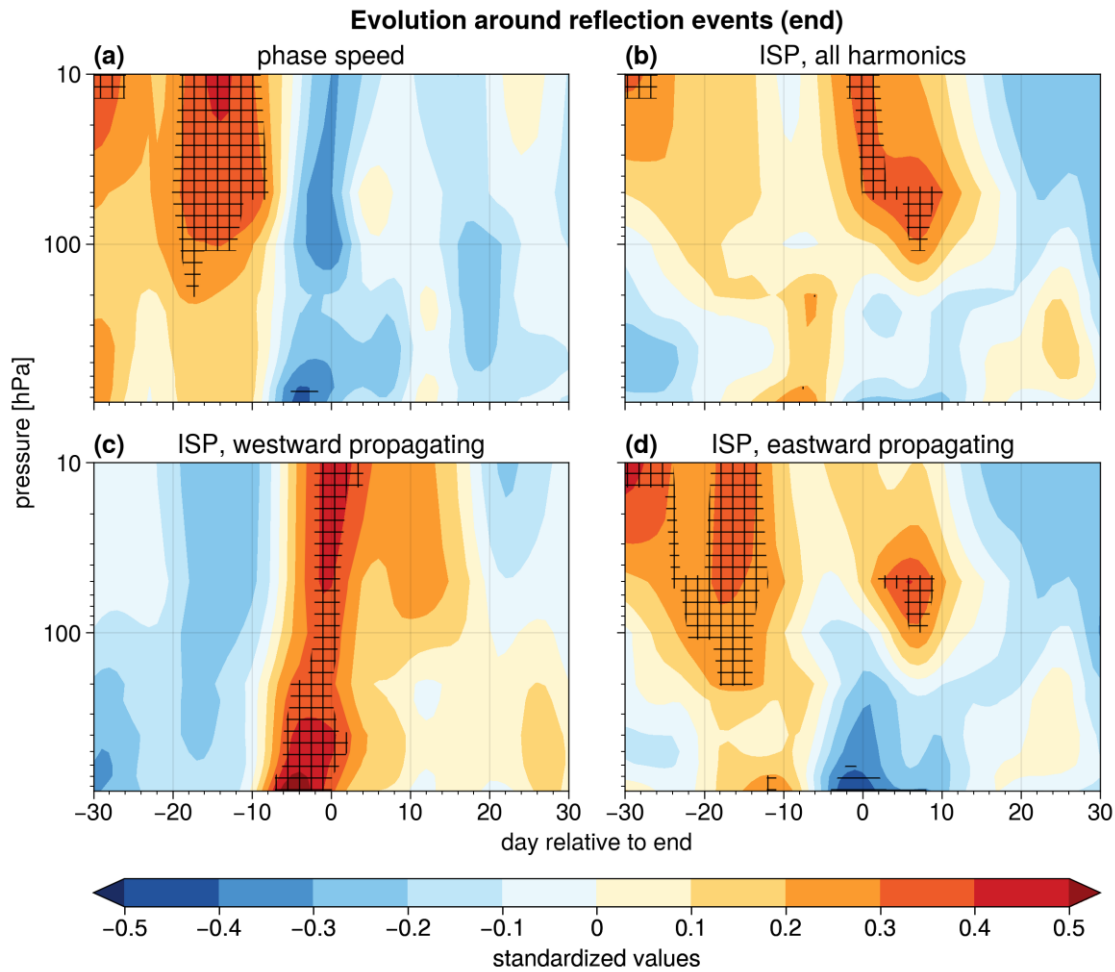 Evolution around reflection events (end)
(a) phase speed
(b) ISP, all harmonics
10
100
(c) ISP, westward propagating
(d) ISP, eastward propagating
10
100
pressure [hPa]
−30 −20 −10 0 10 20 30
−30 −20 −10 0 10 20 30
day relative to end
−0.5 −0.4 −0.3 −0.2 −0.1 0 0.1 0.2 0.3 0.4 0.5
standardized values